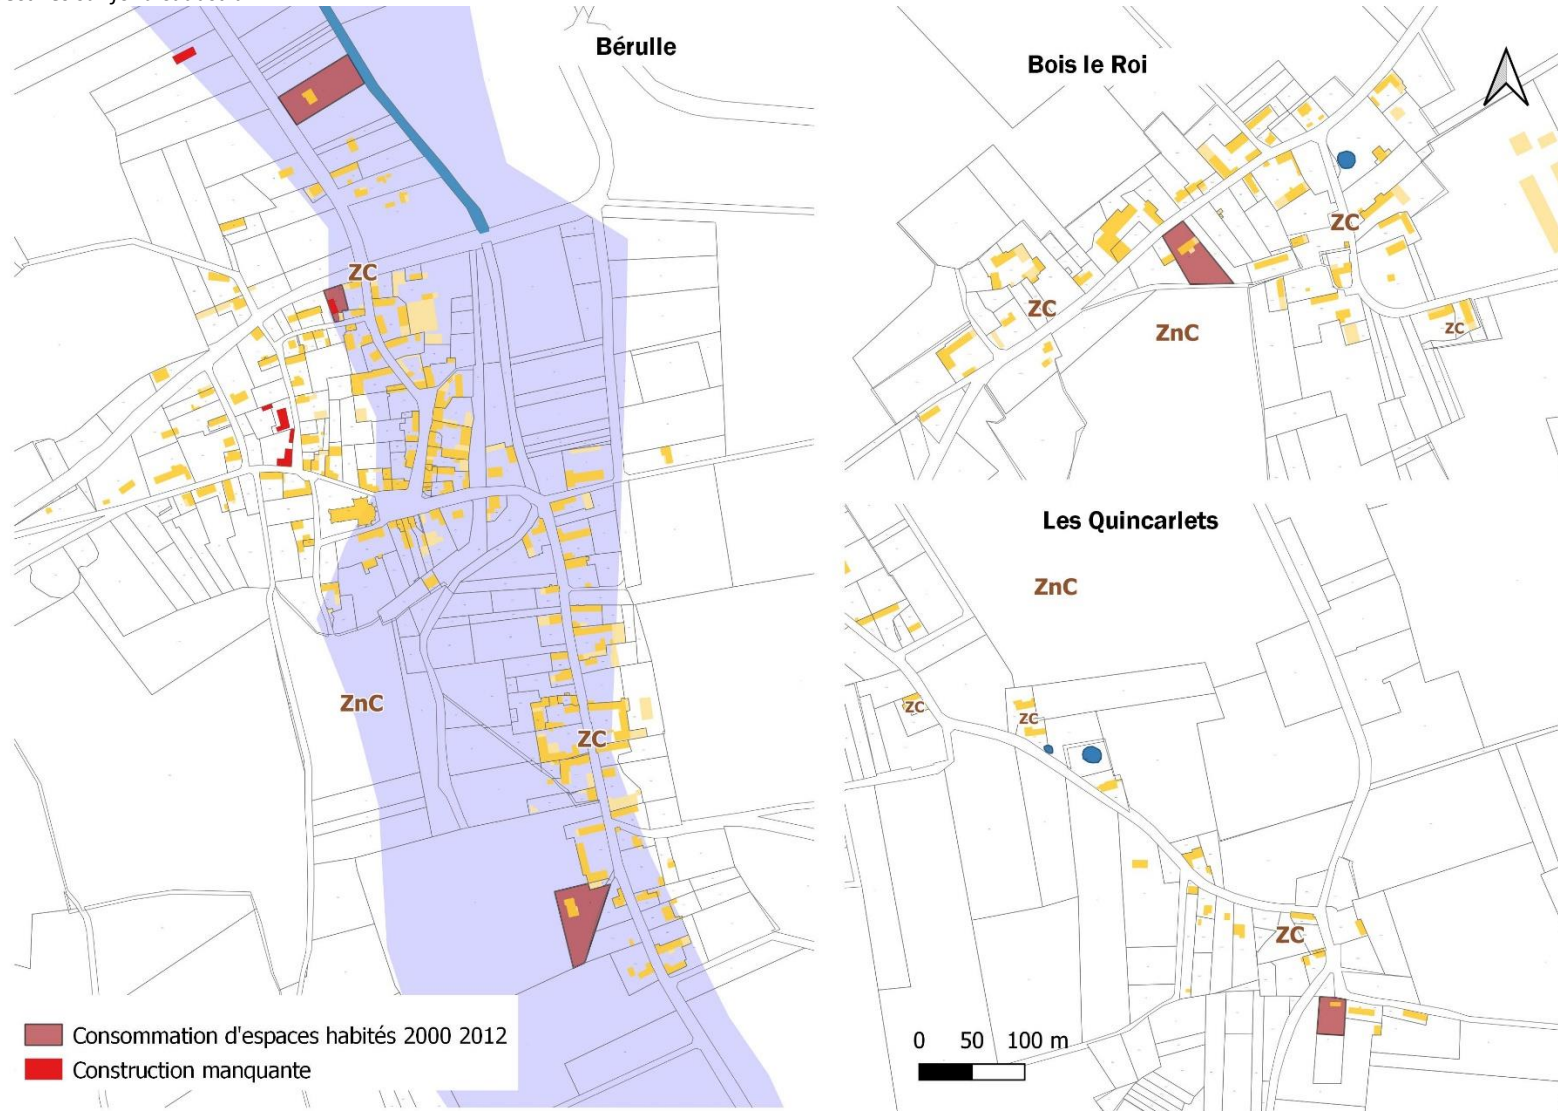 Bérulle
Bois le Roi
ZC
ZC
ZC
ZnC
ZC
Les Quincarlets
ZnC
ZC
ZC
ZnC
ZC
ZC
Consommation d'espaces habités 2000 2012
Construction manquante
0 50 100 m